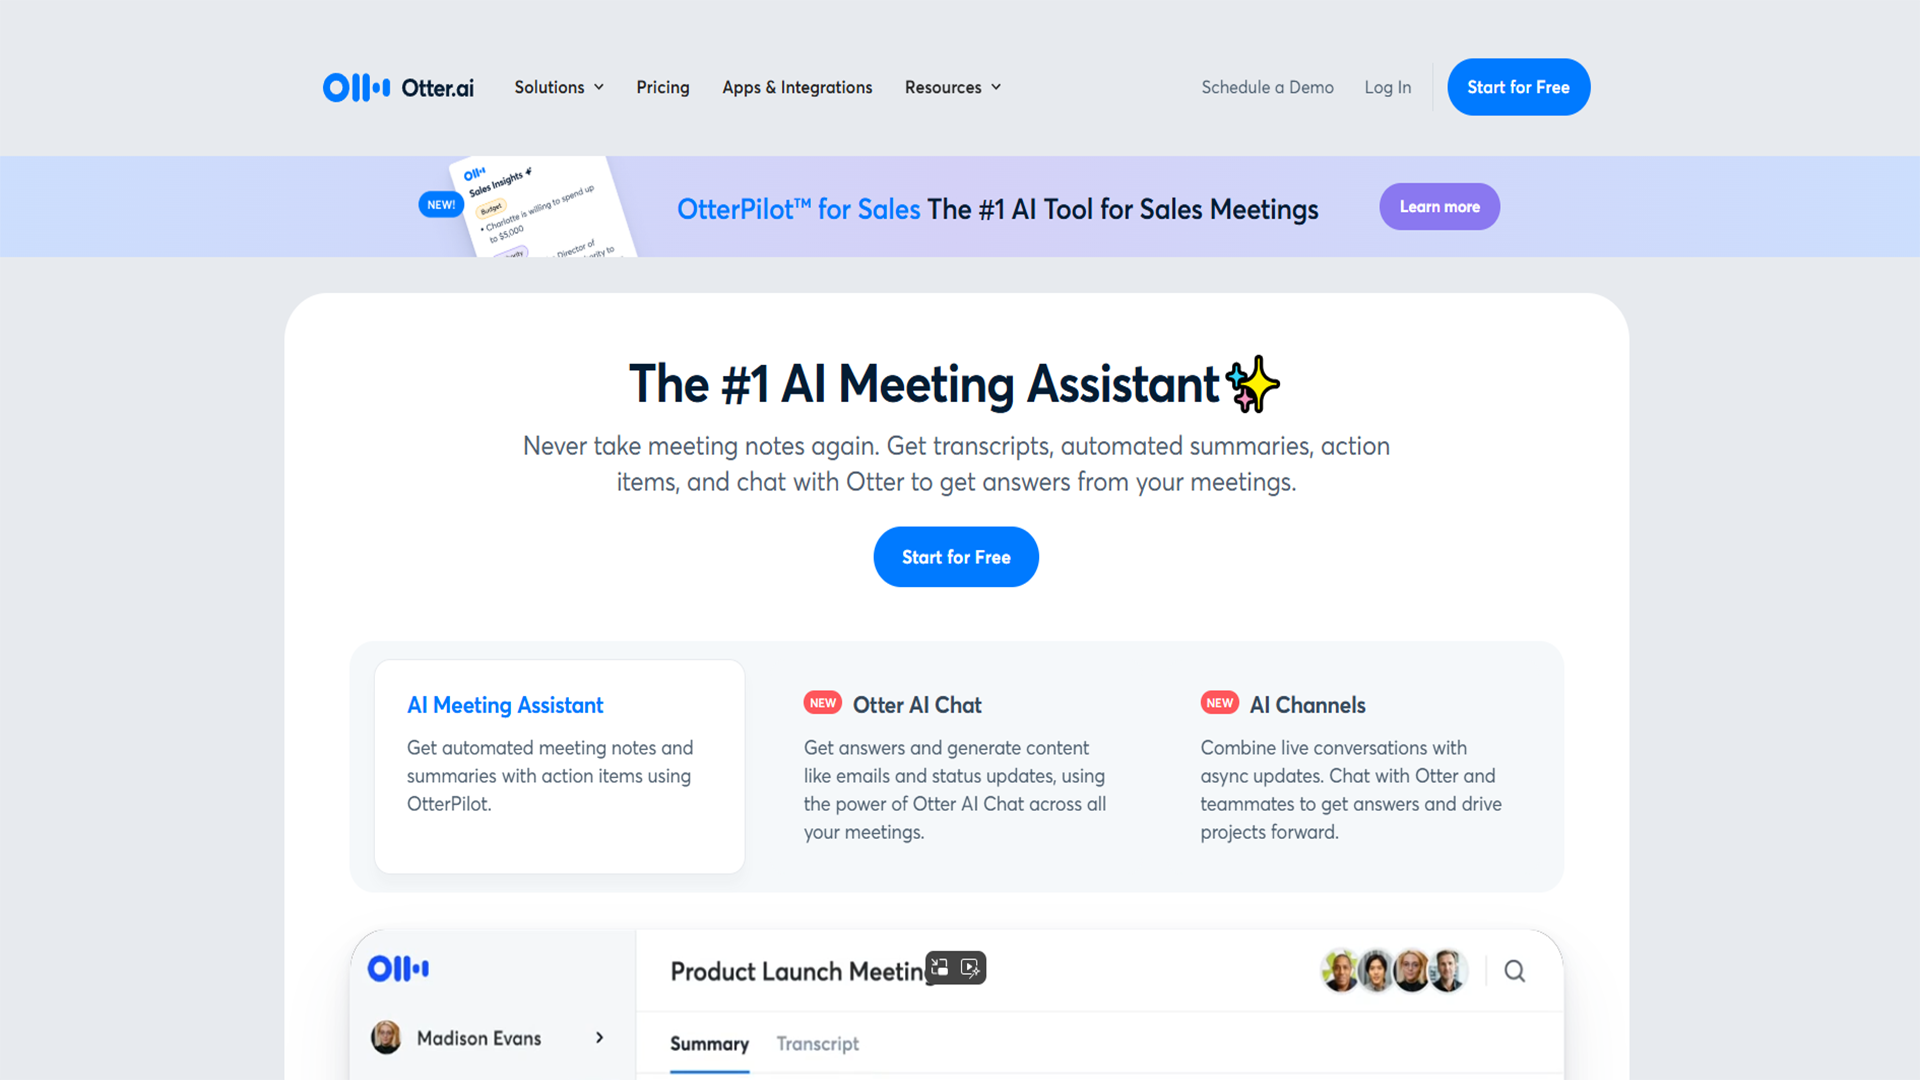 Otter.ai
Solutions
Pricing
Apps & Integrations
Resources
Schedule a Demo
Log In
Start for Free
NEW!
Sales Insights
Budget
• Charlotte is willing to spend up
to $5,000
Director of
OtterPilot™ for Sales The #1 AI Tool for Sales Meetings
Learn more
The #1 AI Meeting Assistant
Never take meeting notes again. Get transcripts, automated summaries, action
items, and chat with Otter to get answers from your meetings.
Start for Free
AI Meeting Assistant
Get automated meeting notes and
summaries with action items using
OtterPilot.
NEW Otter AI Chat
Get answers and generate content
like emails and status updates, using
the power of Otter AI Chat across all
your meetings.
NEW AI Channels
Combine live conversations with
async updates. Chat with Otter and
teammates to get answers and drive
projects forward.
Product Launch Meeting
Madison Evans
Summary
Transcript